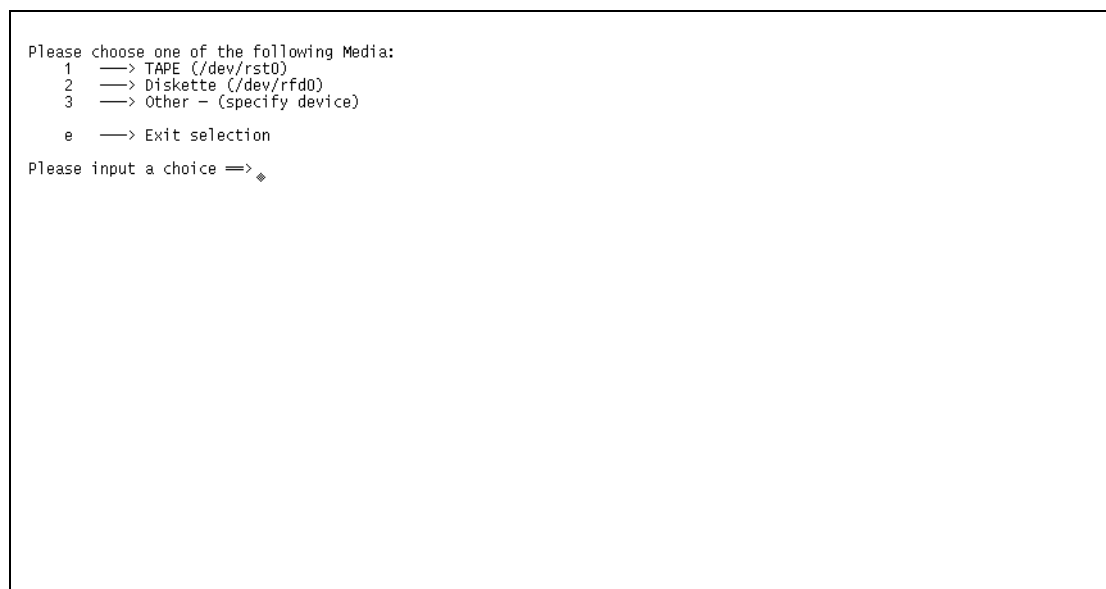 Please choose one of the following Media:
1 ——> TAPE (/dev/rst0)
2 ——> Diskette (/dev/rfd0)
3 ——> Other – (specify device)
e ——> Exit selection
Please input a choice ==>